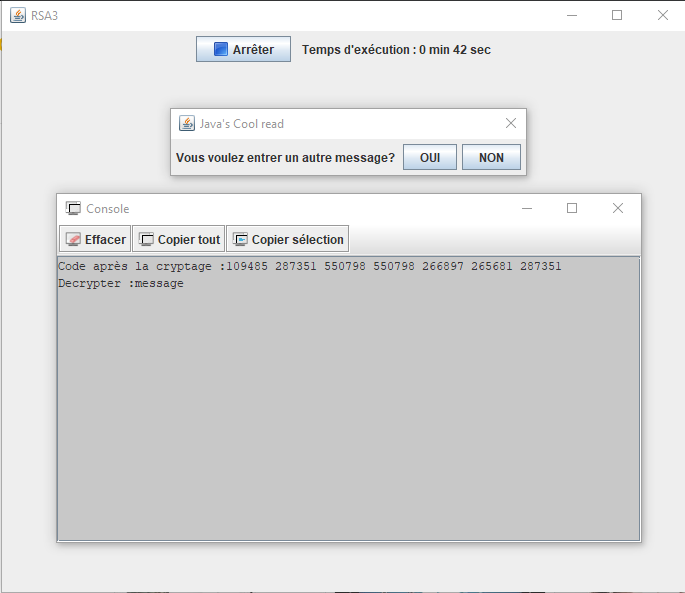 RSA3
Arrêter Temps d'exécution : 0 min 42 sec
Java's Cool read
Vous voulez entrer un autre message? OUI NON
Console
Effacer Copier tout Copier sélection
Code après la cryptage :109485 287351 550798 550798 266897 265681 287351
Decrypter :message